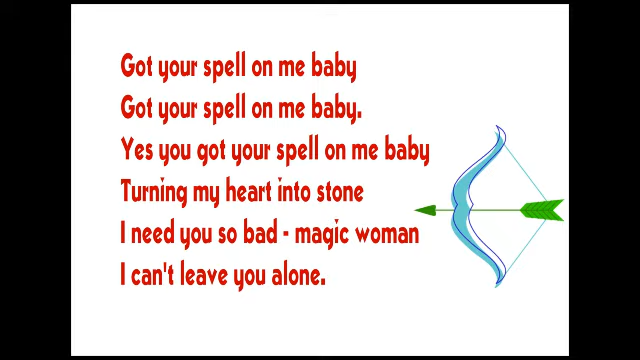 Got your spell on me baby
Got your spell on me baby.
Yes you got your spell on me baby
Turning my heart into stone
I need you so bad - magic woman
I can't leave you alone.